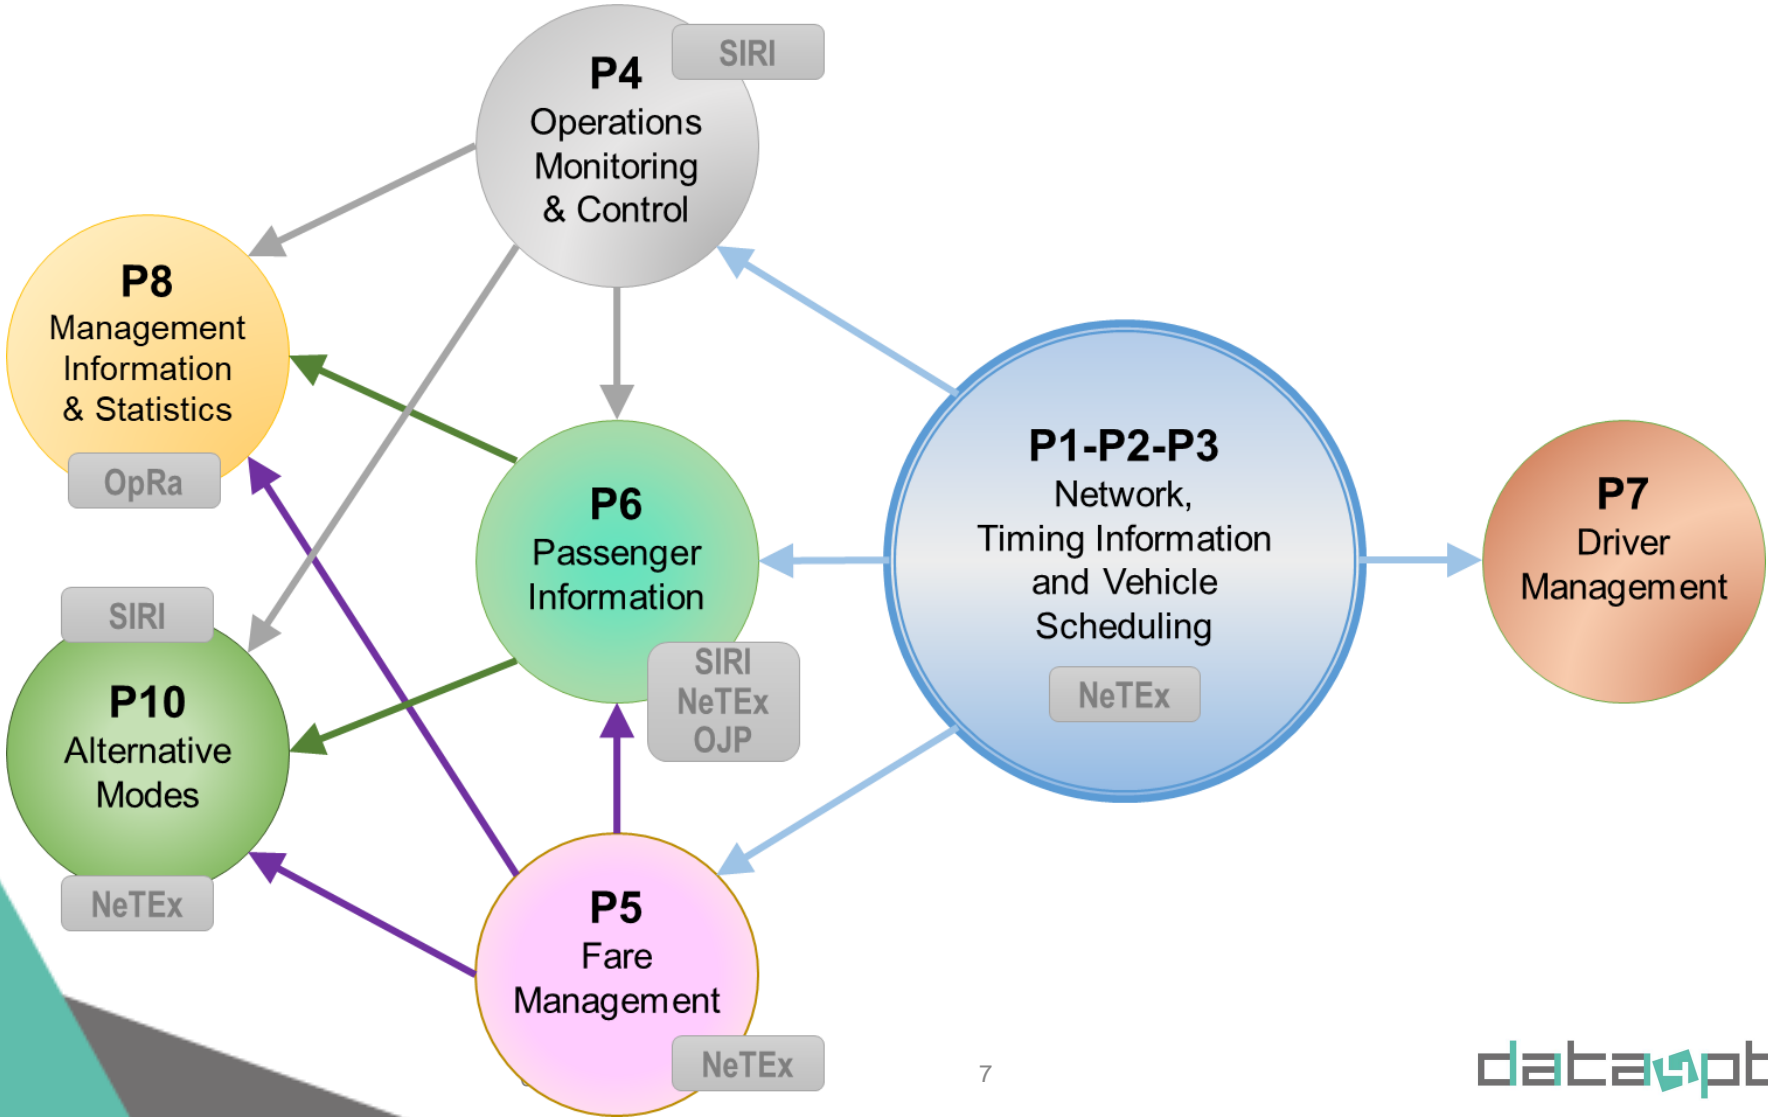 SIRI
P4
Operations
Monitoring
& Control
P8
Management
Information
& Statistics
OpRa
P6
Passenger
Information
SIRI
NeTEx
OJP
P1-P2-P3
Network,
Timing Information
and Vehicle
Scheduling
NeTEx
P7
Driver
Management
SIRI
P10
Alternative
Modes
NeTEx
P5
Fare
Management
NeTEx
7
data4pt